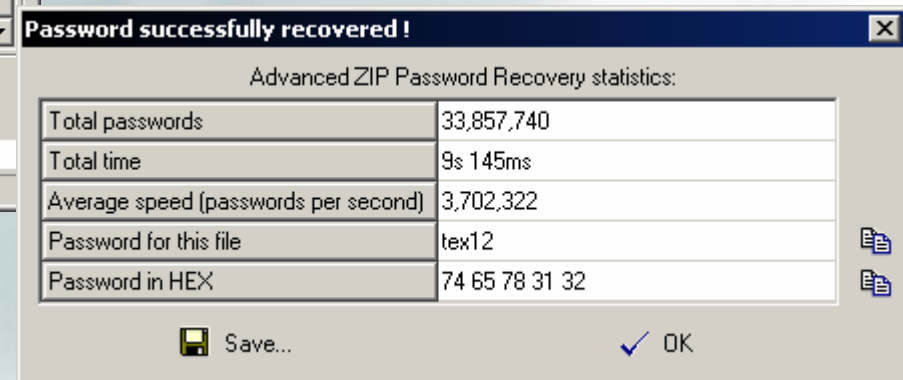 Password successfully recovered !
Advanced ZIP Password Recovery statistics:
Total passwords 33,857,740
Total time 9s 145ms
Average speed (passwords per second) 3,702,322
Password for this file tex12
Password in HEX 74 65 78 31 32
Save... OK